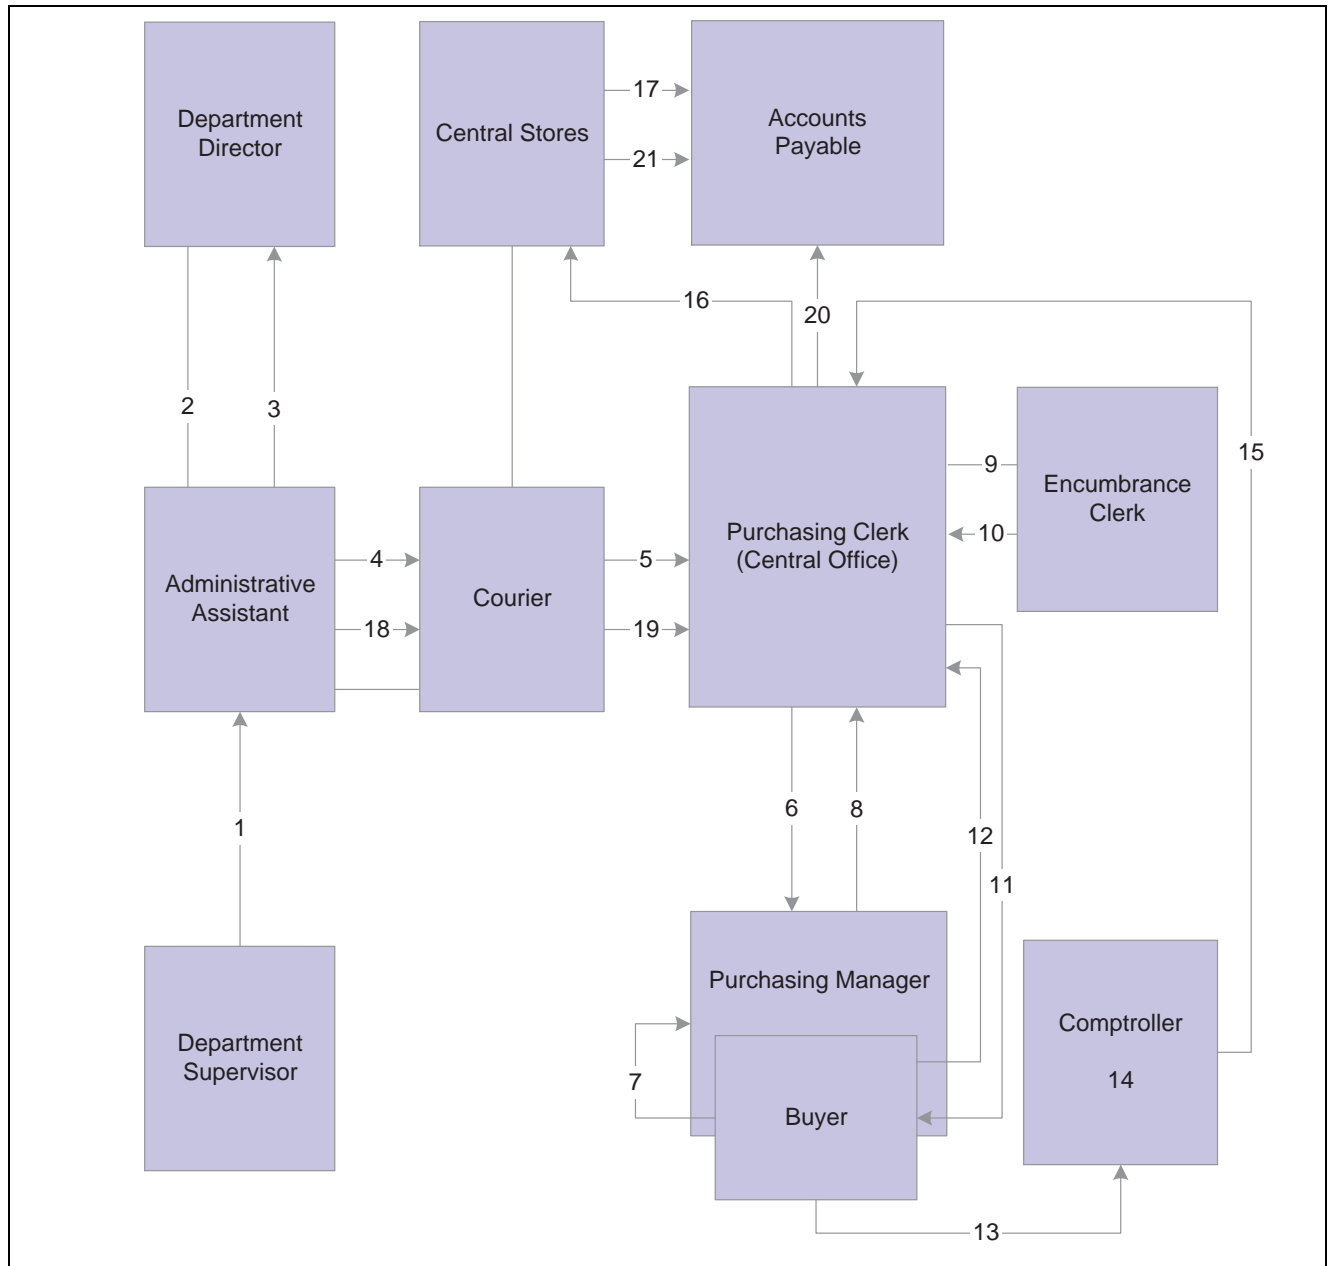 Department
Director
Central Stores
17
21
Accounts
Payable
16
20
2
3
15
9
10
Encumbrance
Clerk
Purchasing Clerk
(Central Office)
Administrative
Assistant
4
18
Courier
5
19
1
6
8
12
11
Department
Supervisor
Purchasing Manager
7
Buyer
Comptroller
14
13